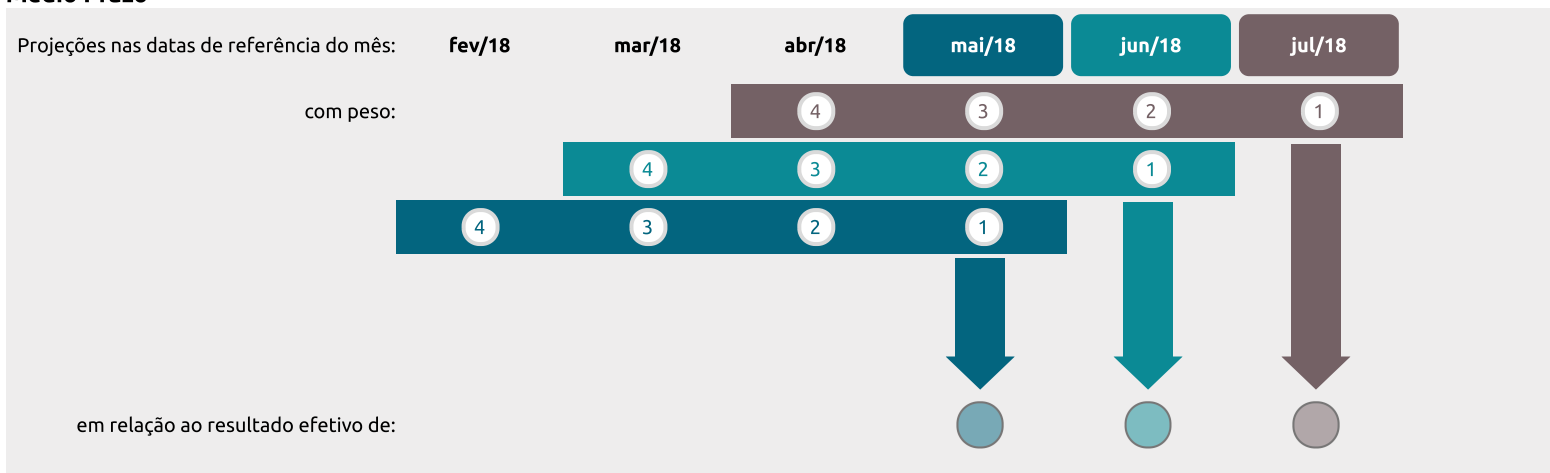 Projeções nas datas de referência do mês: fev/18 mar/18 abr/18 mai/18 jun/18 jul/18
com peso: 4 3 2 1
4 3 2 1
4 3 2 1
em relação ao resultado efetivo de: